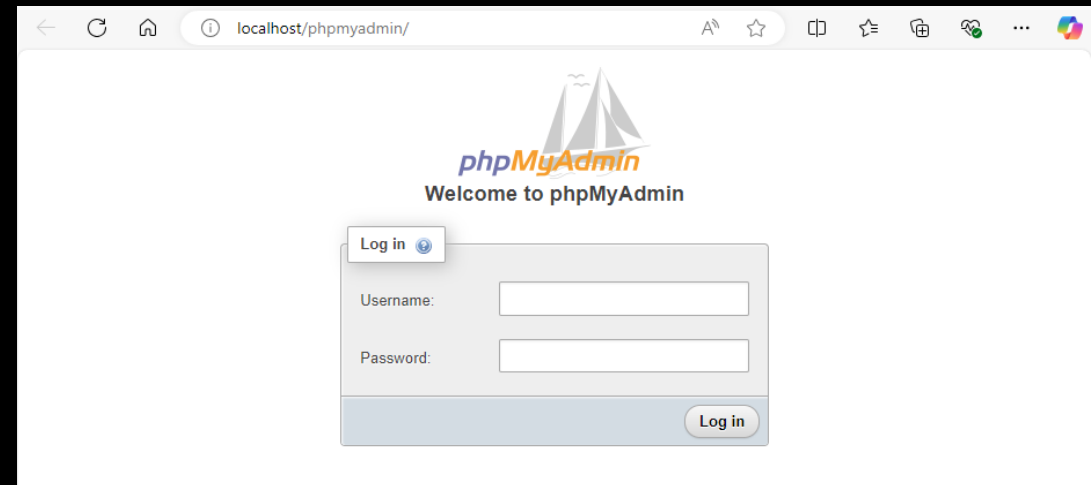 localhost/phpmyadmin/
phpMyAdmin
Welcome to phpMyAdmin
Log in
Username:
Password:
Log in